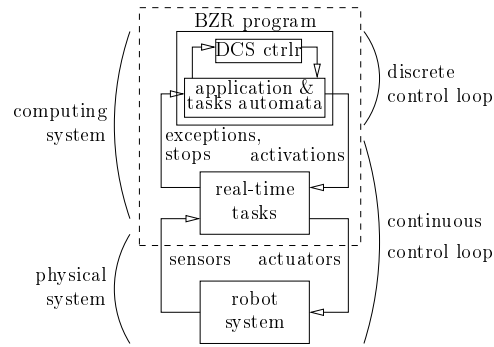 BZR program
DCS ctrlr
application &
tasks automata
discrete
control loop
computing
system
exceptions,
stops
activations
real-time
tasks
continuous
control loop
sensors
actuators
physical
system
robot
system